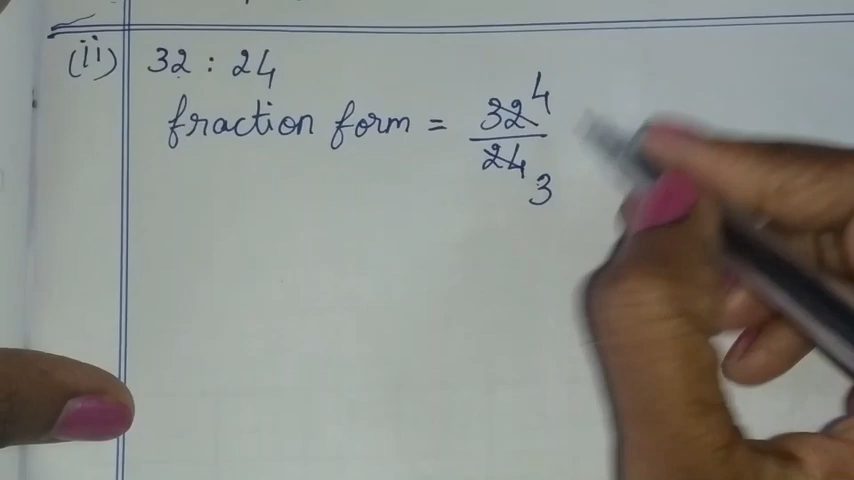 (ii) 32 : 24
fraction form = 32/24
4
3